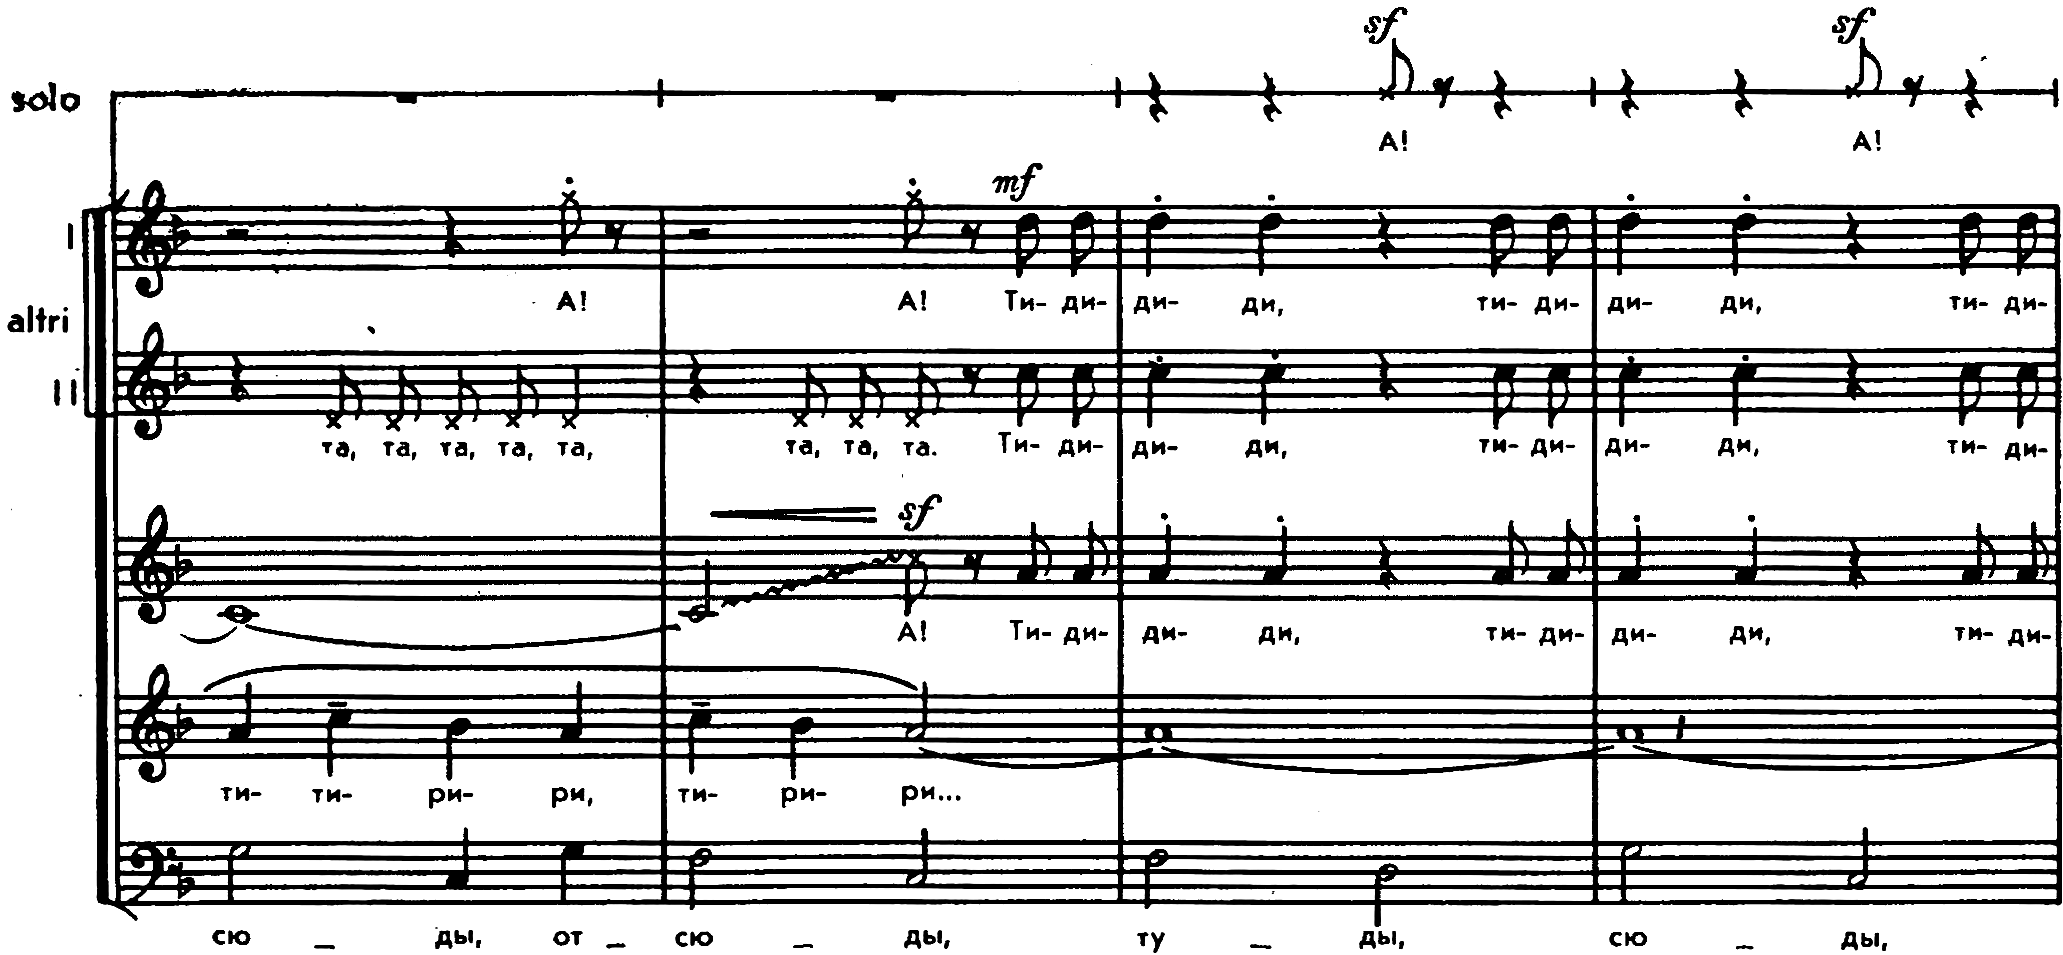 sf sf
solo
А! А!
mf
I
А! А! Ти- ди- ди- ди, ти- ди- ди- ди, ти- ди-
altri
II
та, та, та, та, та, та, та, та. Ти- ди- ди- ди, ти- ди- ди- ди, ти- ди-
sf
А! Ти- ди- ди- ди, ти- ди- ди- ди, ти- ди-
ти- ти- ри- ри, ти- ри- ри...
сю _ ды, от _ сю _ ды, ту _ ды, сю _ ды,